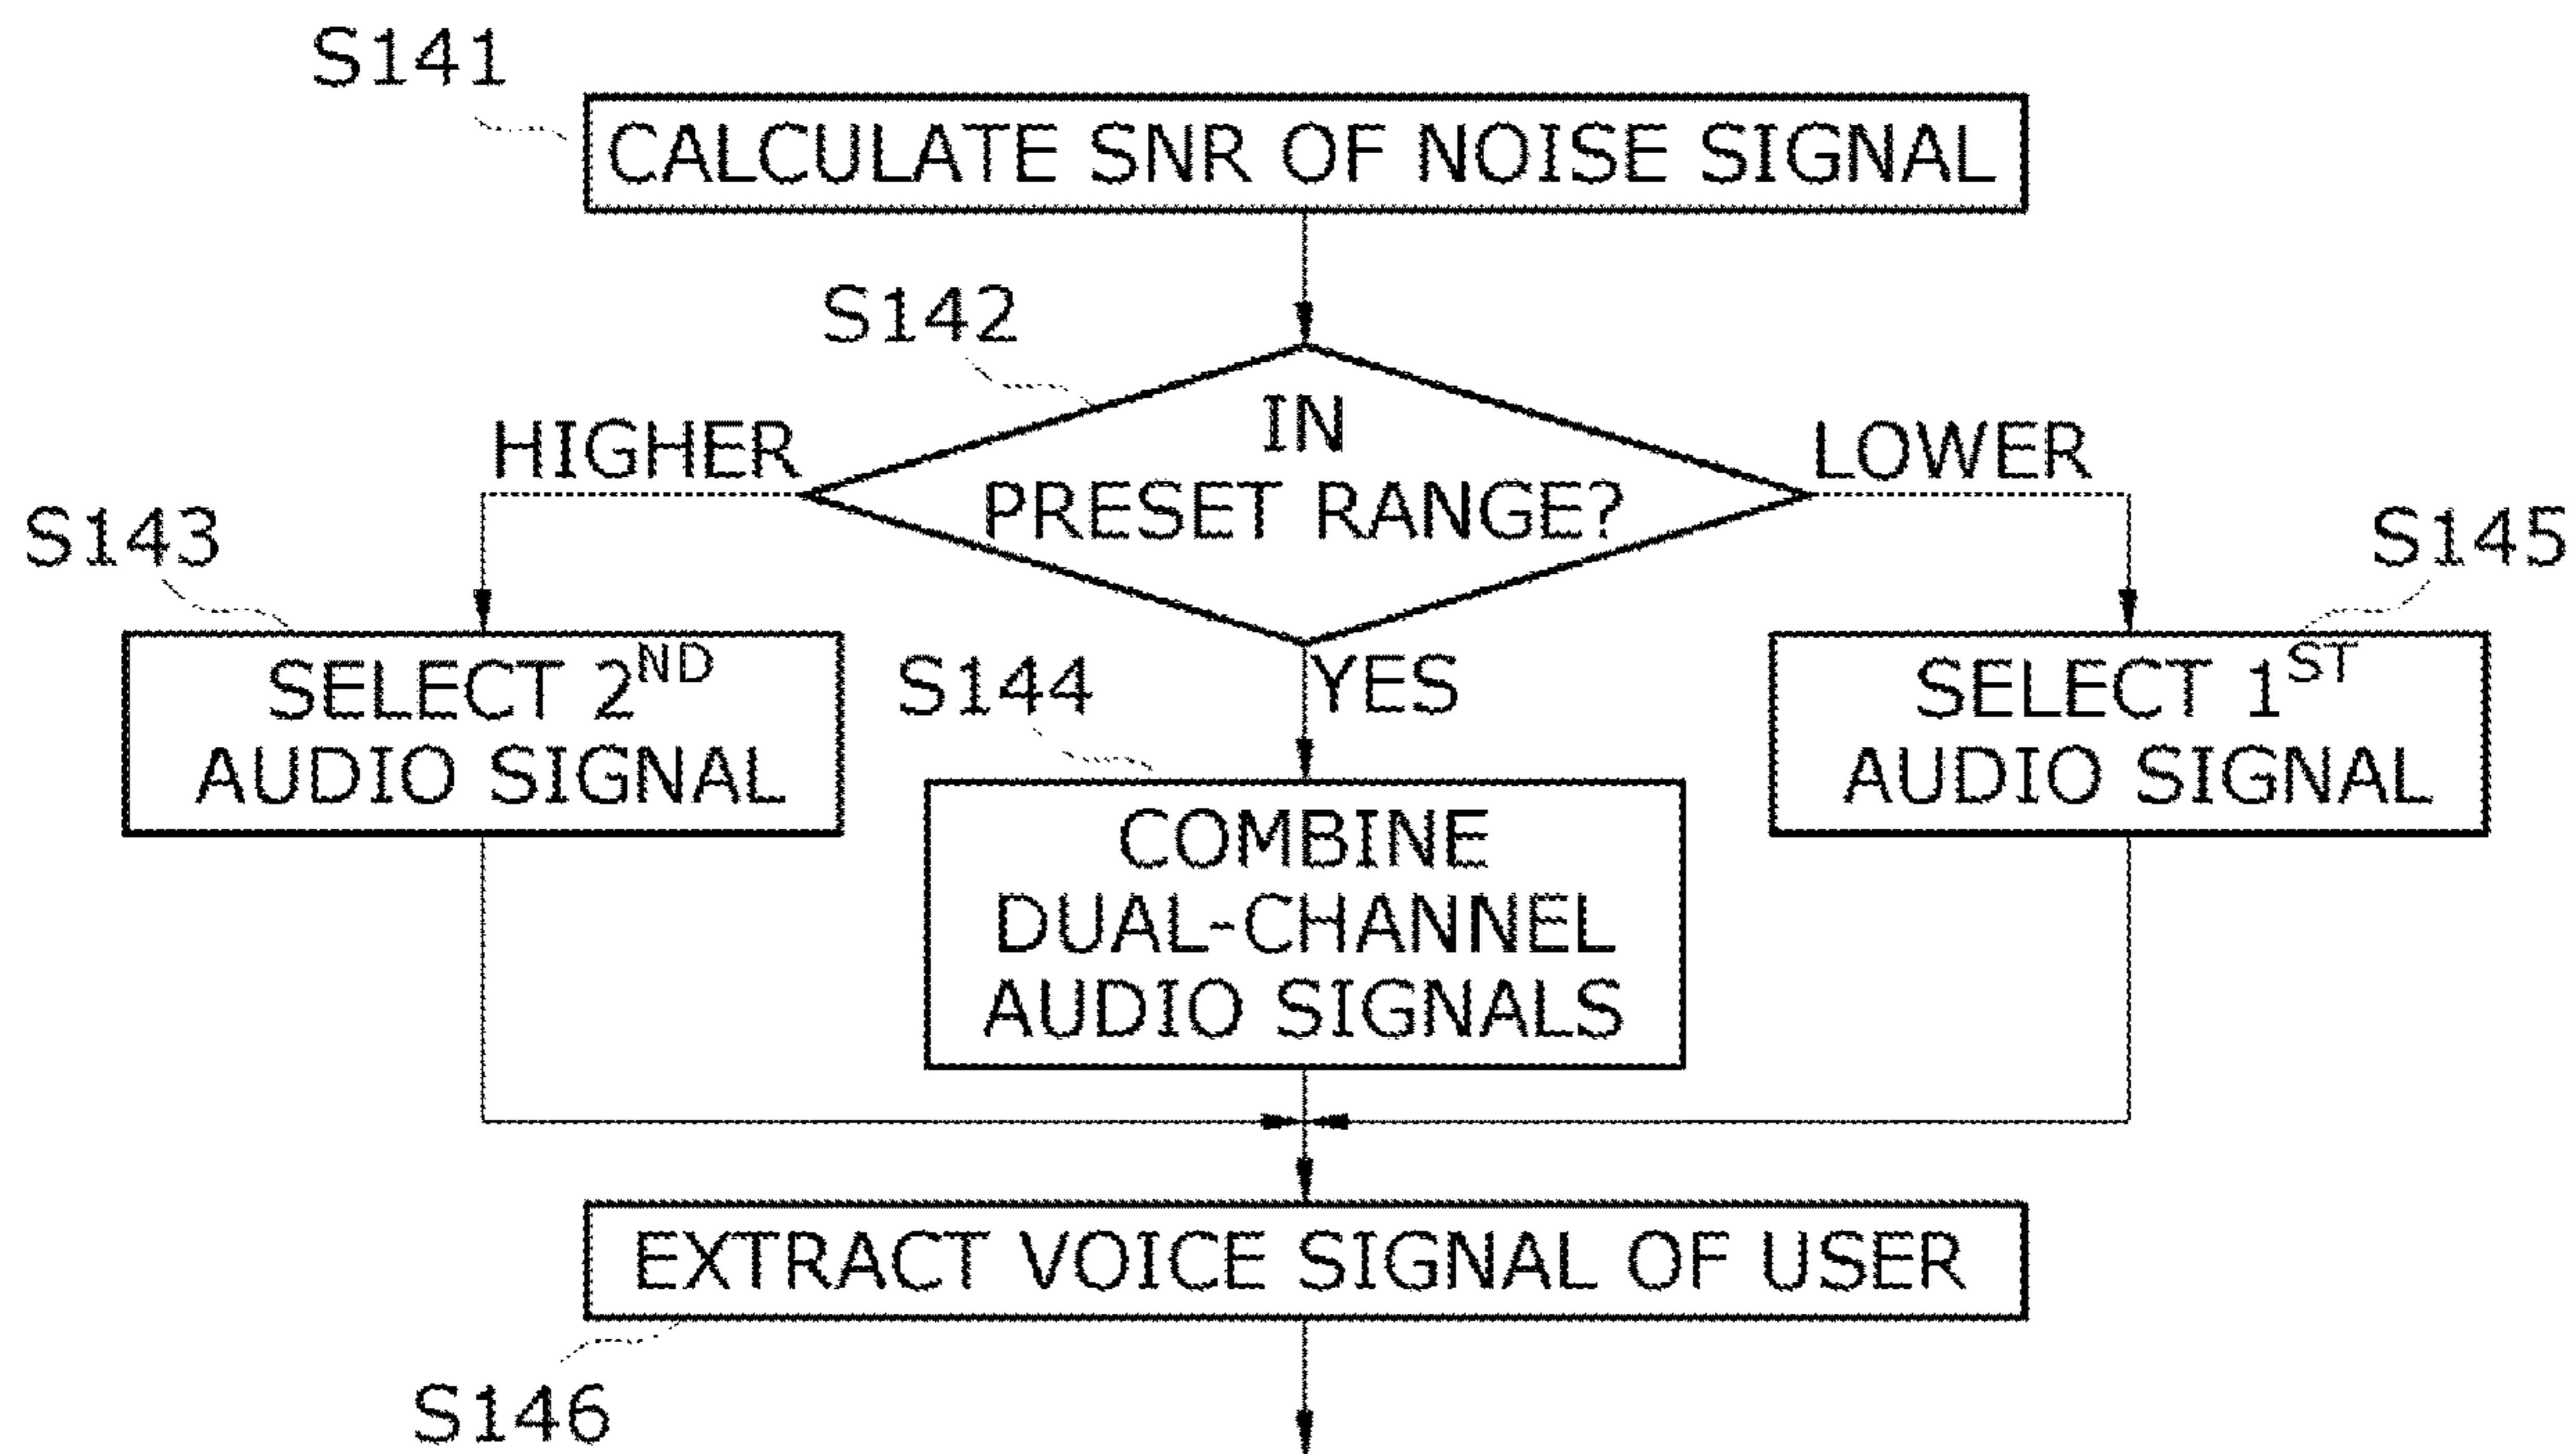 S141
CALCULATE SNR OF NOISE SIGNAL
S142
IN
PRESET RANGE?
HIGHER
LOWER
S143
SELECT 2ND
AUDIO SIGNAL
YES
S144
COMBINE
DUAL-CHANNEL
AUDIO SIGNALS
S145
SELECT 1ST
AUDIO SIGNAL
EXTRACT VOICE SIGNAL OF USER
S146